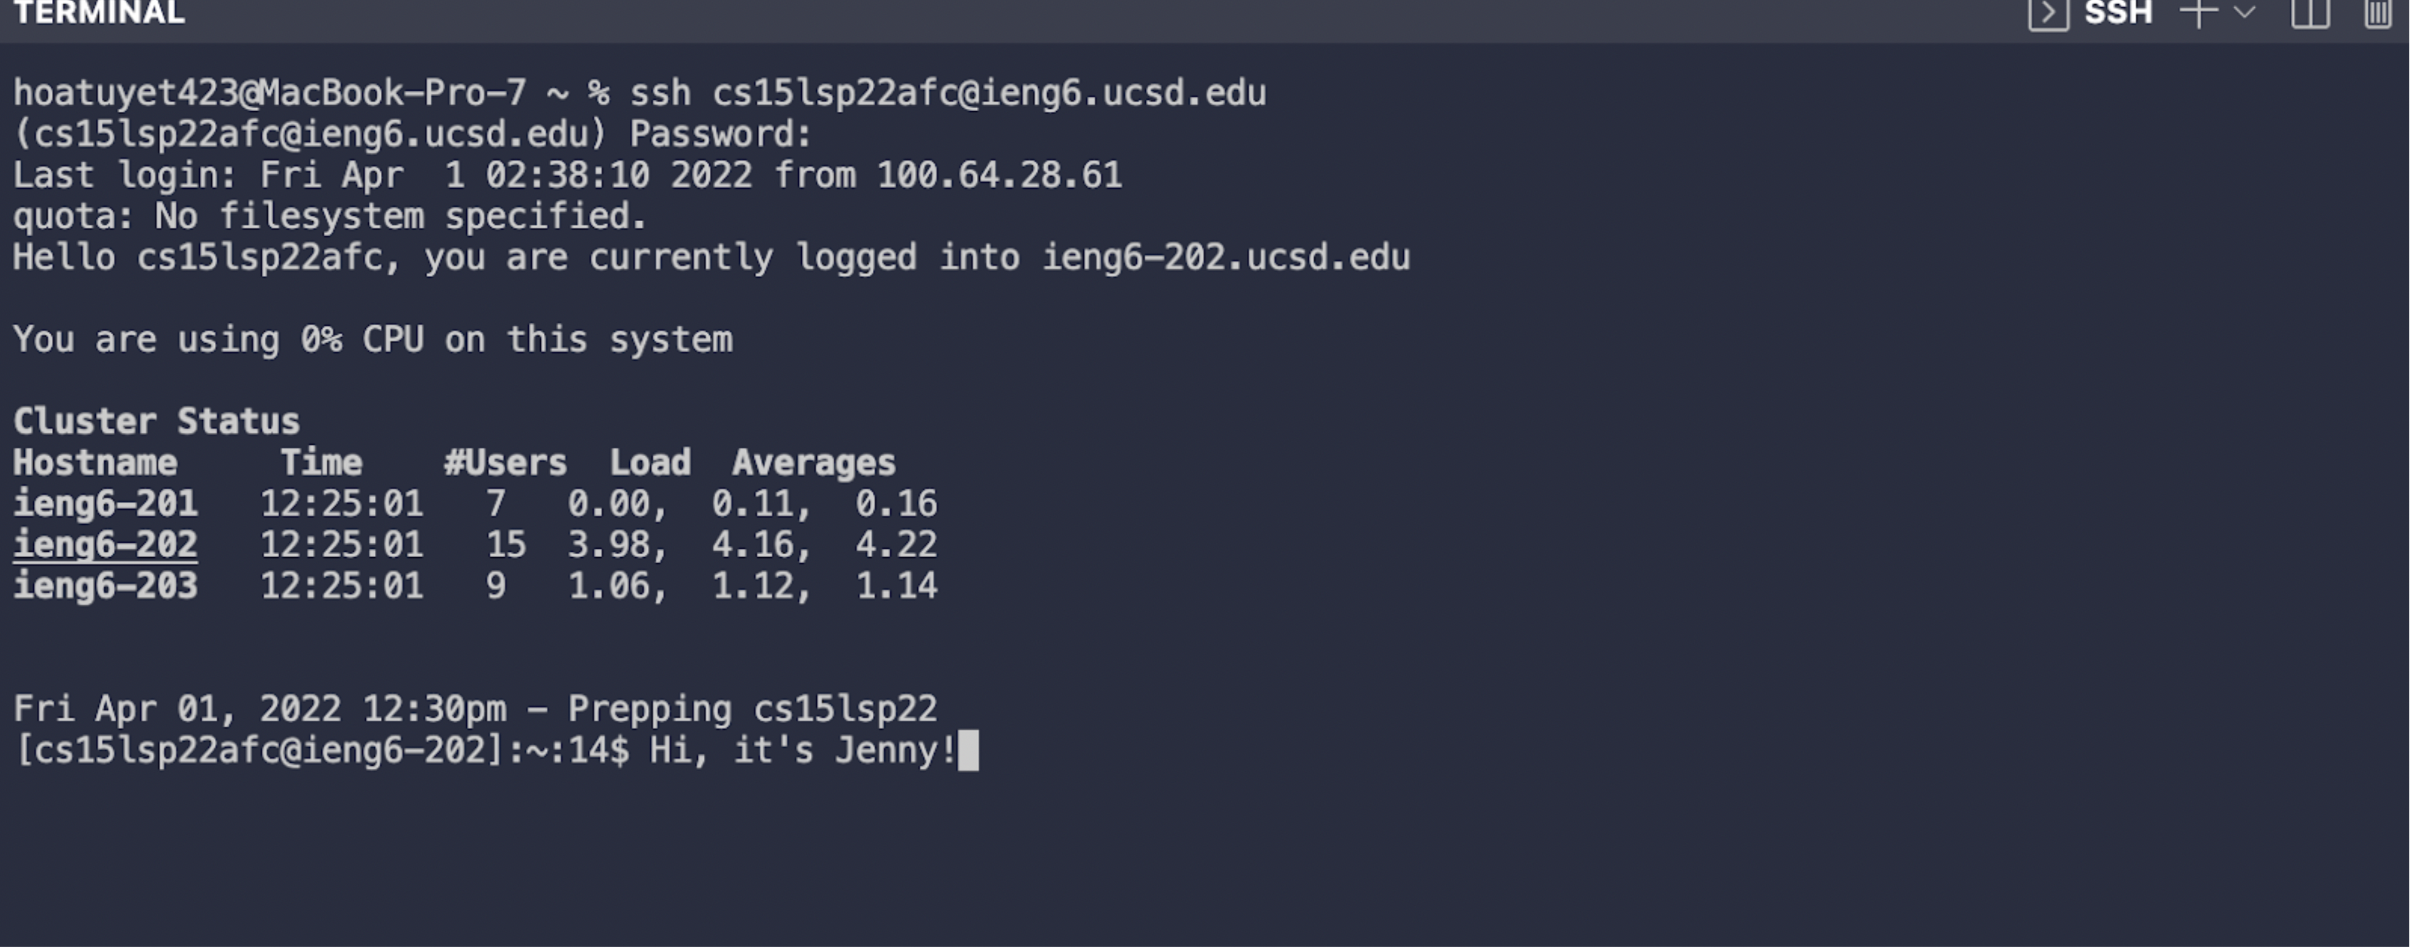 TERMINAL SSH
hoatuyet423@MacBook-Pro-7 ~ % ssh cs15lsp22afc@ieng6.ucsd.edu
(cs15lsp22afc@ieng6.ucsd.edu) Password:
Last login: Fri Apr  1 02:38:10 2022 from 100.64.28.61
quota: No filesystem specified.
Hello cs15lsp22afc, you are currently logged into ieng6-202.ucsd.edu
You are using 0% CPU on this system
Cluster Status
Hostname     Time    #Users  Load  Averages
ieng6-201   12:25:01   7   0.00,  0.11,  0.16
ieng6-202   12:25:01   15  3.98,  4.16,  4.22
ieng6-203   12:25:01   9   1.06,  1.12,  1.14
Fri Apr 01, 2022 12:30pm - Prepping cs15lsp22
[cs15lsp22afc@ieng6-202]:~:14$ Hi, it's Jenny!